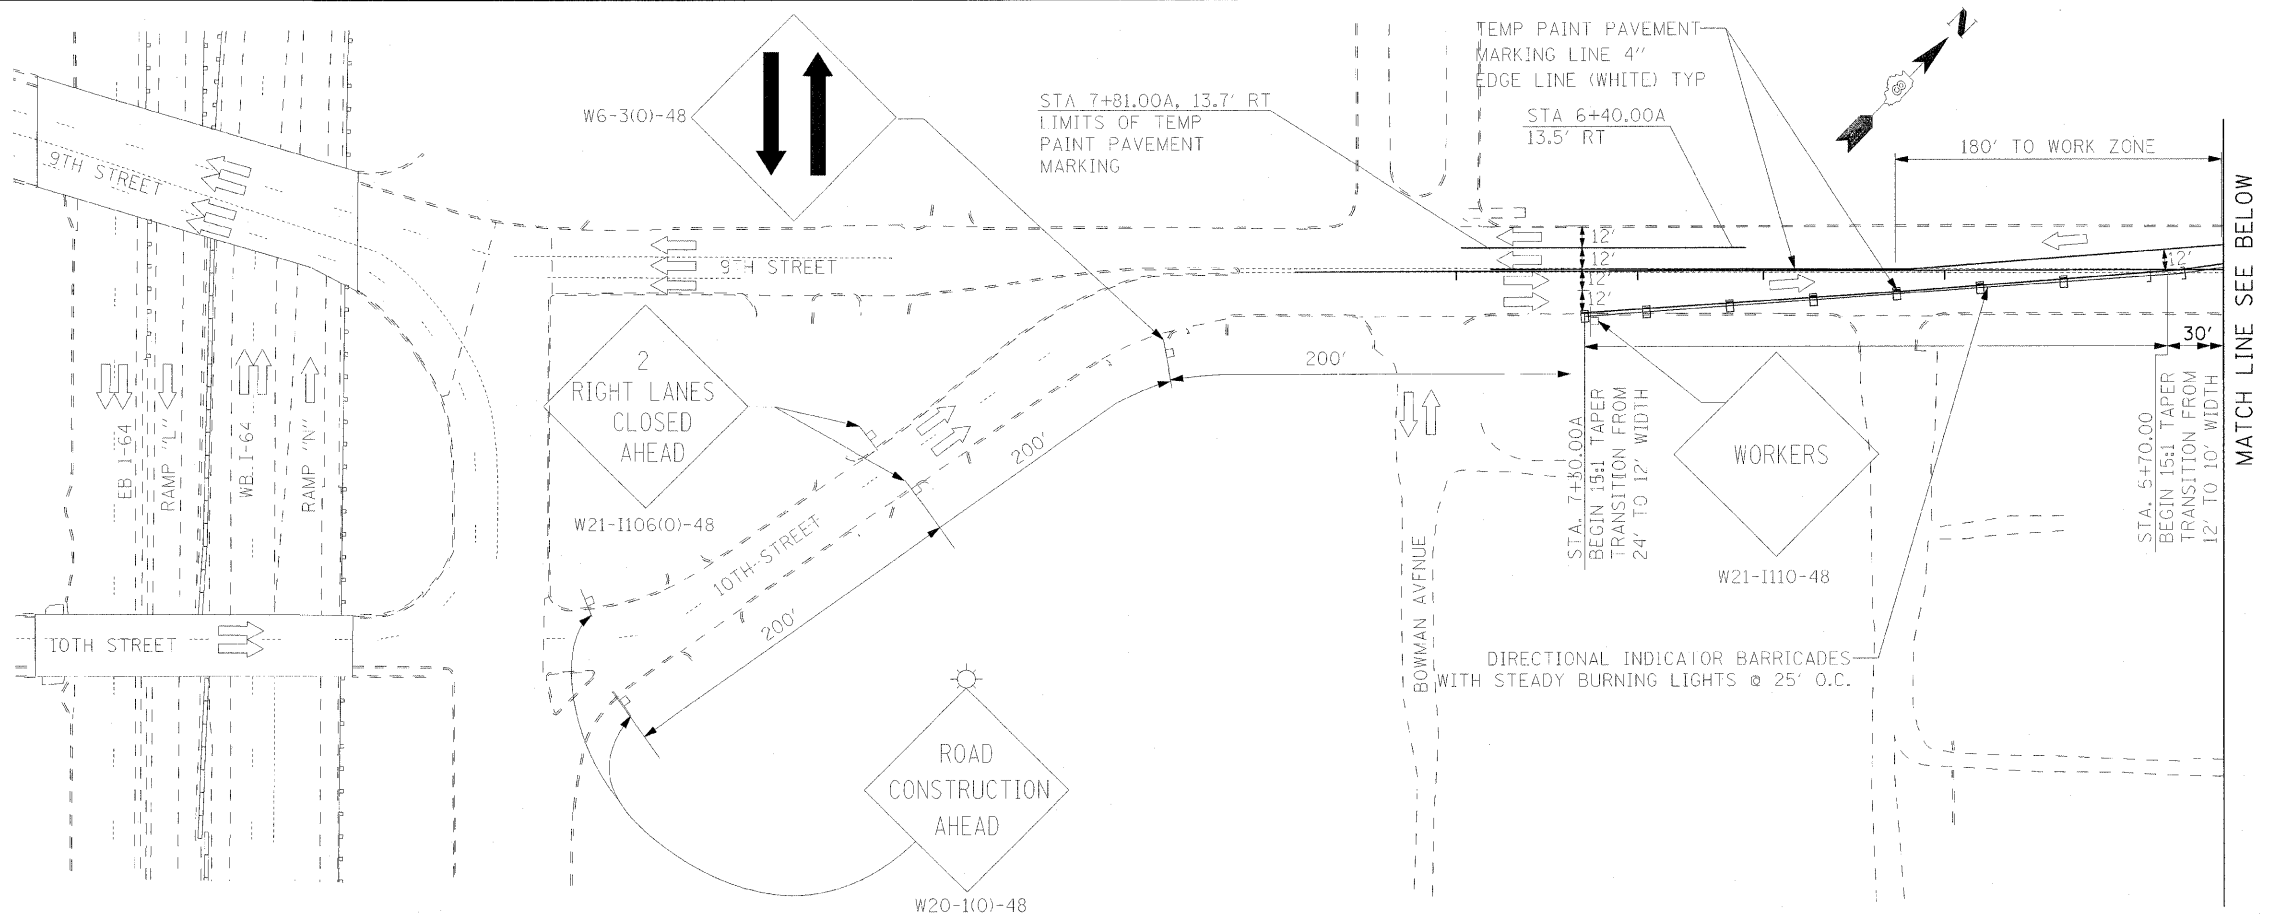 TEMP PAINT PAVEMENT
MARKING LINE 4"
EDGE LINE (WHITE) TYP
N
STA 7+81.00A, 13.7' RT
LIMITS OF TEMP
PAINT PAVEMENT
MARKING
STA 6+40.00A
13.5' RT
180' TO WORK ZONE
W6-3(O)-48
9TH STREET
9TH STREET
12'
12'
12'
12'
12'
MATCH LINE SEE BELOW
30'
200'
2
RIGHT LANES
CLOSED
AHEAD
W21-I106(O)-48
EB I-64
RAMP "L"
WB I-64
RAMP "N"
200'
10TH STREET
200'
WORKERS
W21-I110-48
BEGIN 15:1 TAPER
TRANSITION FROM
24' TO 12' WIDTH
STA. 5+70.00
BEGIN 15:1 TAPER
TRANSITION FROM
12' TO 10' WIDTH
BOWMAN AVENUE
10TH STREET
DIRECTIONAL INDICATOR BARRICADES
WITH STEADY BURNING LIGHTS @ 25' O.C.
ROAD
CONSTRUCTION
AHEAD
W20-1(O)-48